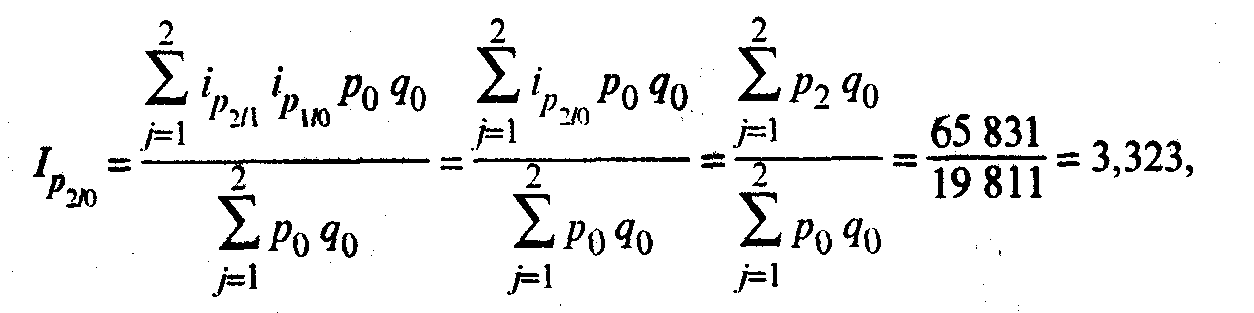 I_{p_{2/0}} = \frac{\sum_{j=1}^{2} i_{p_{2/1}} i_{p_{1/0}} p_0 q_0}{\sum_{j=1}^{2} p_0 q_0} = \frac{\sum_{j=1}^{2} i_{p_{2/0}} p_0 q_0}{\sum_{j=1}^{2} p_0 q_0} = \frac{\sum_{j=1}^{2} p_2 q_0}{\sum_{j=1}^{2} p_0 q_0} = \frac{65 831}{19 811} = 3,323,